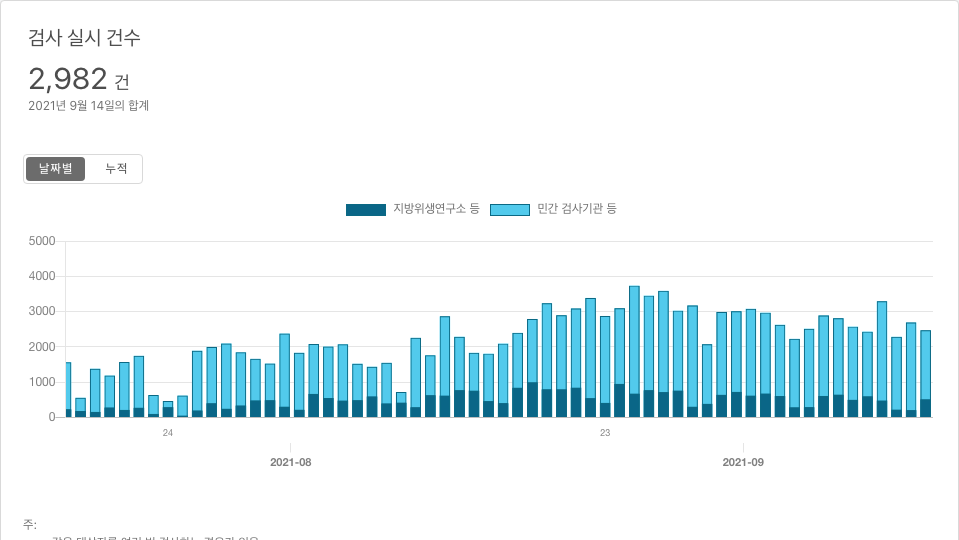 검사 실시 건수
2,982 건
2021년 9월 14일의 합계
날짜별 누적
지방위생연구소 등 민간 검사기관 등
5000
4000
3000
2000
1000
0
24 23
2021-08 2021-09
주: